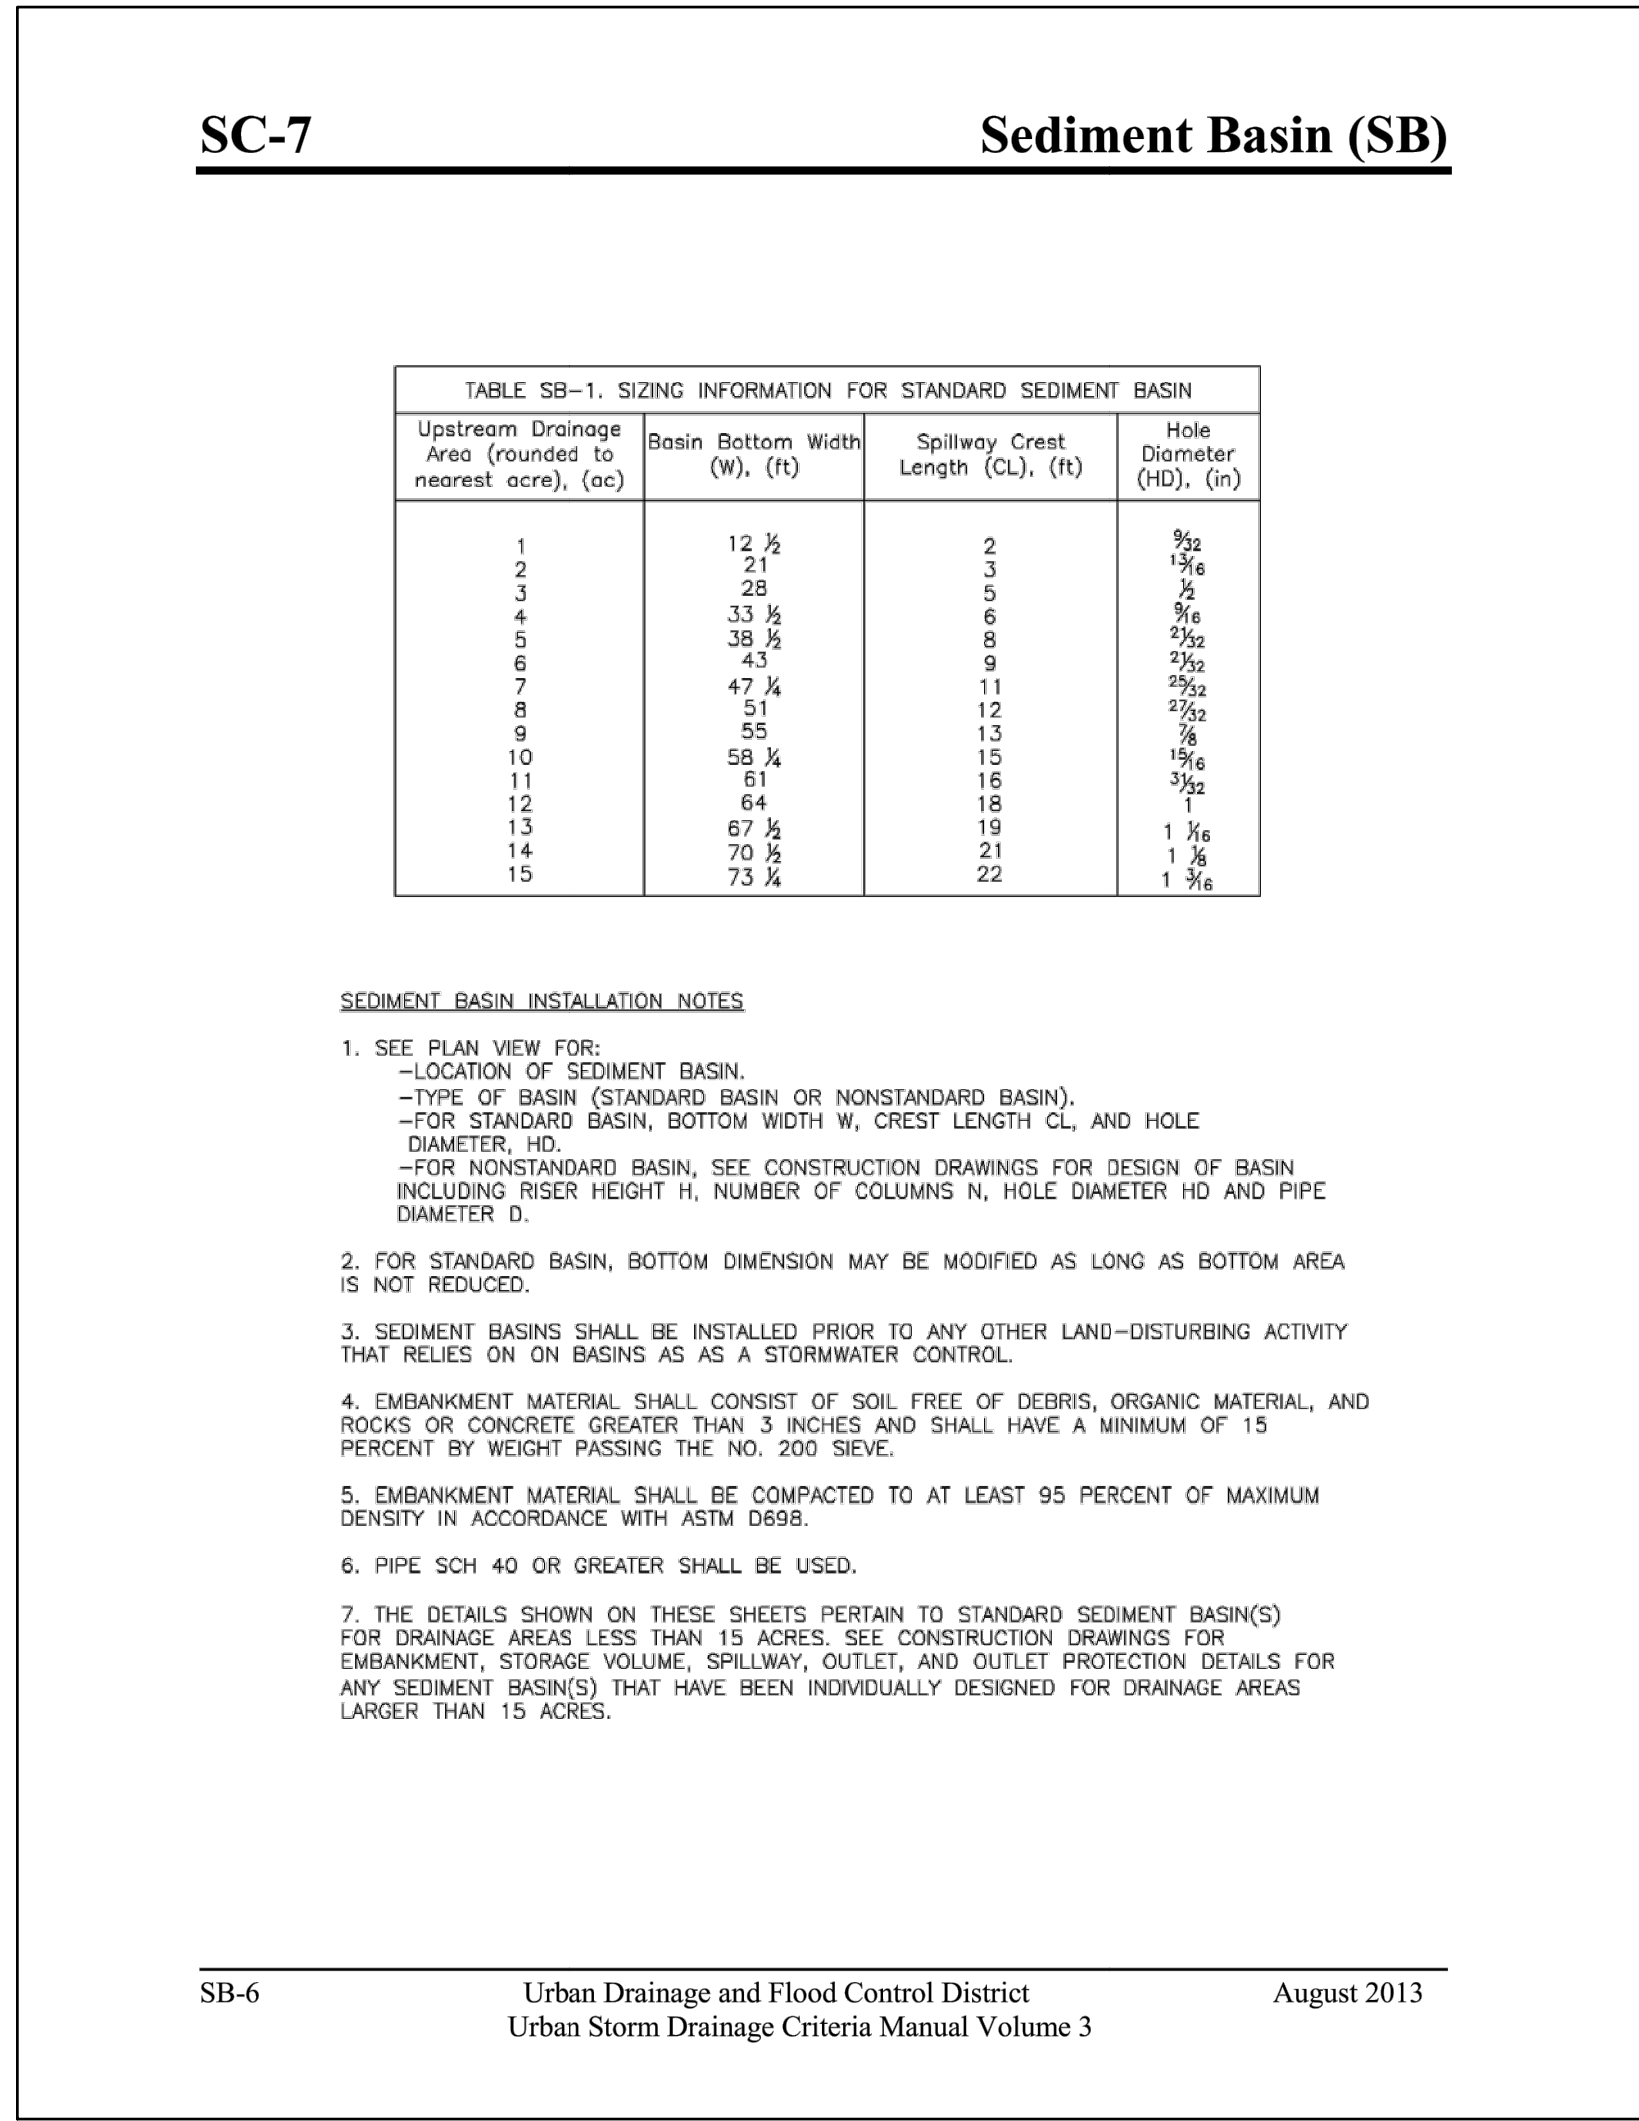 SC-7 Sediment Basin (SB)
TABLE SB-1. SIZING INFORMATION FOR STANDARD SEDIMENT BASIN
Upstream Drainage Area (rounded to nearest acre), (ac) Basin Bottom Width (W), (ft) Spillway Crest Length (CL), (ft) Hole Diameter (HD), (in)
1 12 ½ 2 9/32
2 21 3 13/16
3 28 5 ½
4 33 ½ 6 9/16
5 38 ½ 8 21/32
6 43 9 21/32
7 47 ¼ 11 25/32
8 51 12 27/32
9 55 13 7/8
10 58 ¼ 15 15/16
11 61 16 31/32
12 64 18 1
13 67 ½ 19 1 1/16
14 70 ½ 21 1 1/8
15 73 ¼ 22 1 3/16
SEDIMENT BASIN INSTALLATION NOTES
1. SEE PLAN VIEW FOR:
-LOCATION OF SEDIMENT BASIN.
-TYPE OF BASIN (STANDARD BASIN OR NONSTANDARD BASIN).
-FOR STANDARD BASIN, BOTTOM WIDTH W, CREST LENGTH CL, AND HOLE
DIAMETER, HD.
-FOR NONSTANDARD BASIN, SEE CONSTRUCTION DRAWINGS FOR DESIGN OF BASIN
INCLUDING RISER HEIGHT H, NUMBER OF COLUMNS N, HOLE DIAMETER HD AND PIPE
DIAMETER D.
2. FOR STANDARD BASIN, BOTTOM DIMENSION MAY BE MODIFIED AS LONG AS BOTTOM AREA
IS NOT REDUCED.
3. SEDIMENT BASINS SHALL BE INSTALLED PRIOR TO ANY OTHER LAND-DISTURBING ACTIVITY
THAT RELIES ON ON BASINS AS AS A STORMWATER CONTROL.
4. EMBANKMENT MATERIAL SHALL CONSIST OF SOIL FREE OF DEBRIS, ORGANIC MATERIAL, AND
ROCKS OR CONCRETE GREATER THAN 3 INCHES AND SHALL HAVE A MINIMUM OF 15
PERCENT BY WEIGHT PASSING THE NO. 200 SIEVE.
5. EMBANKMENT MATERIAL SHALL BE COMPACTED TO AT LEAST 95 PERCENT OF MAXIMUM
DENSITY IN ACCORDANCE WITH ASTM D698.
6. PIPE SCH 40 OR GREATER SHALL BE USED.
7. THE DETAILS SHOWN ON THESE SHEETS PERTAIN TO STANDARD SEDIMENT BASIN(S)
FOR DRAINAGE AREAS LESS THAN 15 ACRES. SEE CONSTRUCTION DRAWINGS FOR
EMBANKMENT, STORAGE VOLUME, SPILLWAY, OUTLET, AND OUTLET PROTECTION DETAILS FOR
ANY SEDIMENT BASIN(S) THAT HAVE BEEN INDIVIDUALLY DESIGNED FOR DRAINAGE AREAS
LARGER THAN 15 ACRES.
SB-6 Urban Drainage and Flood Control District August 2013
Urban Storm Drainage Criteria Manual Volume 3